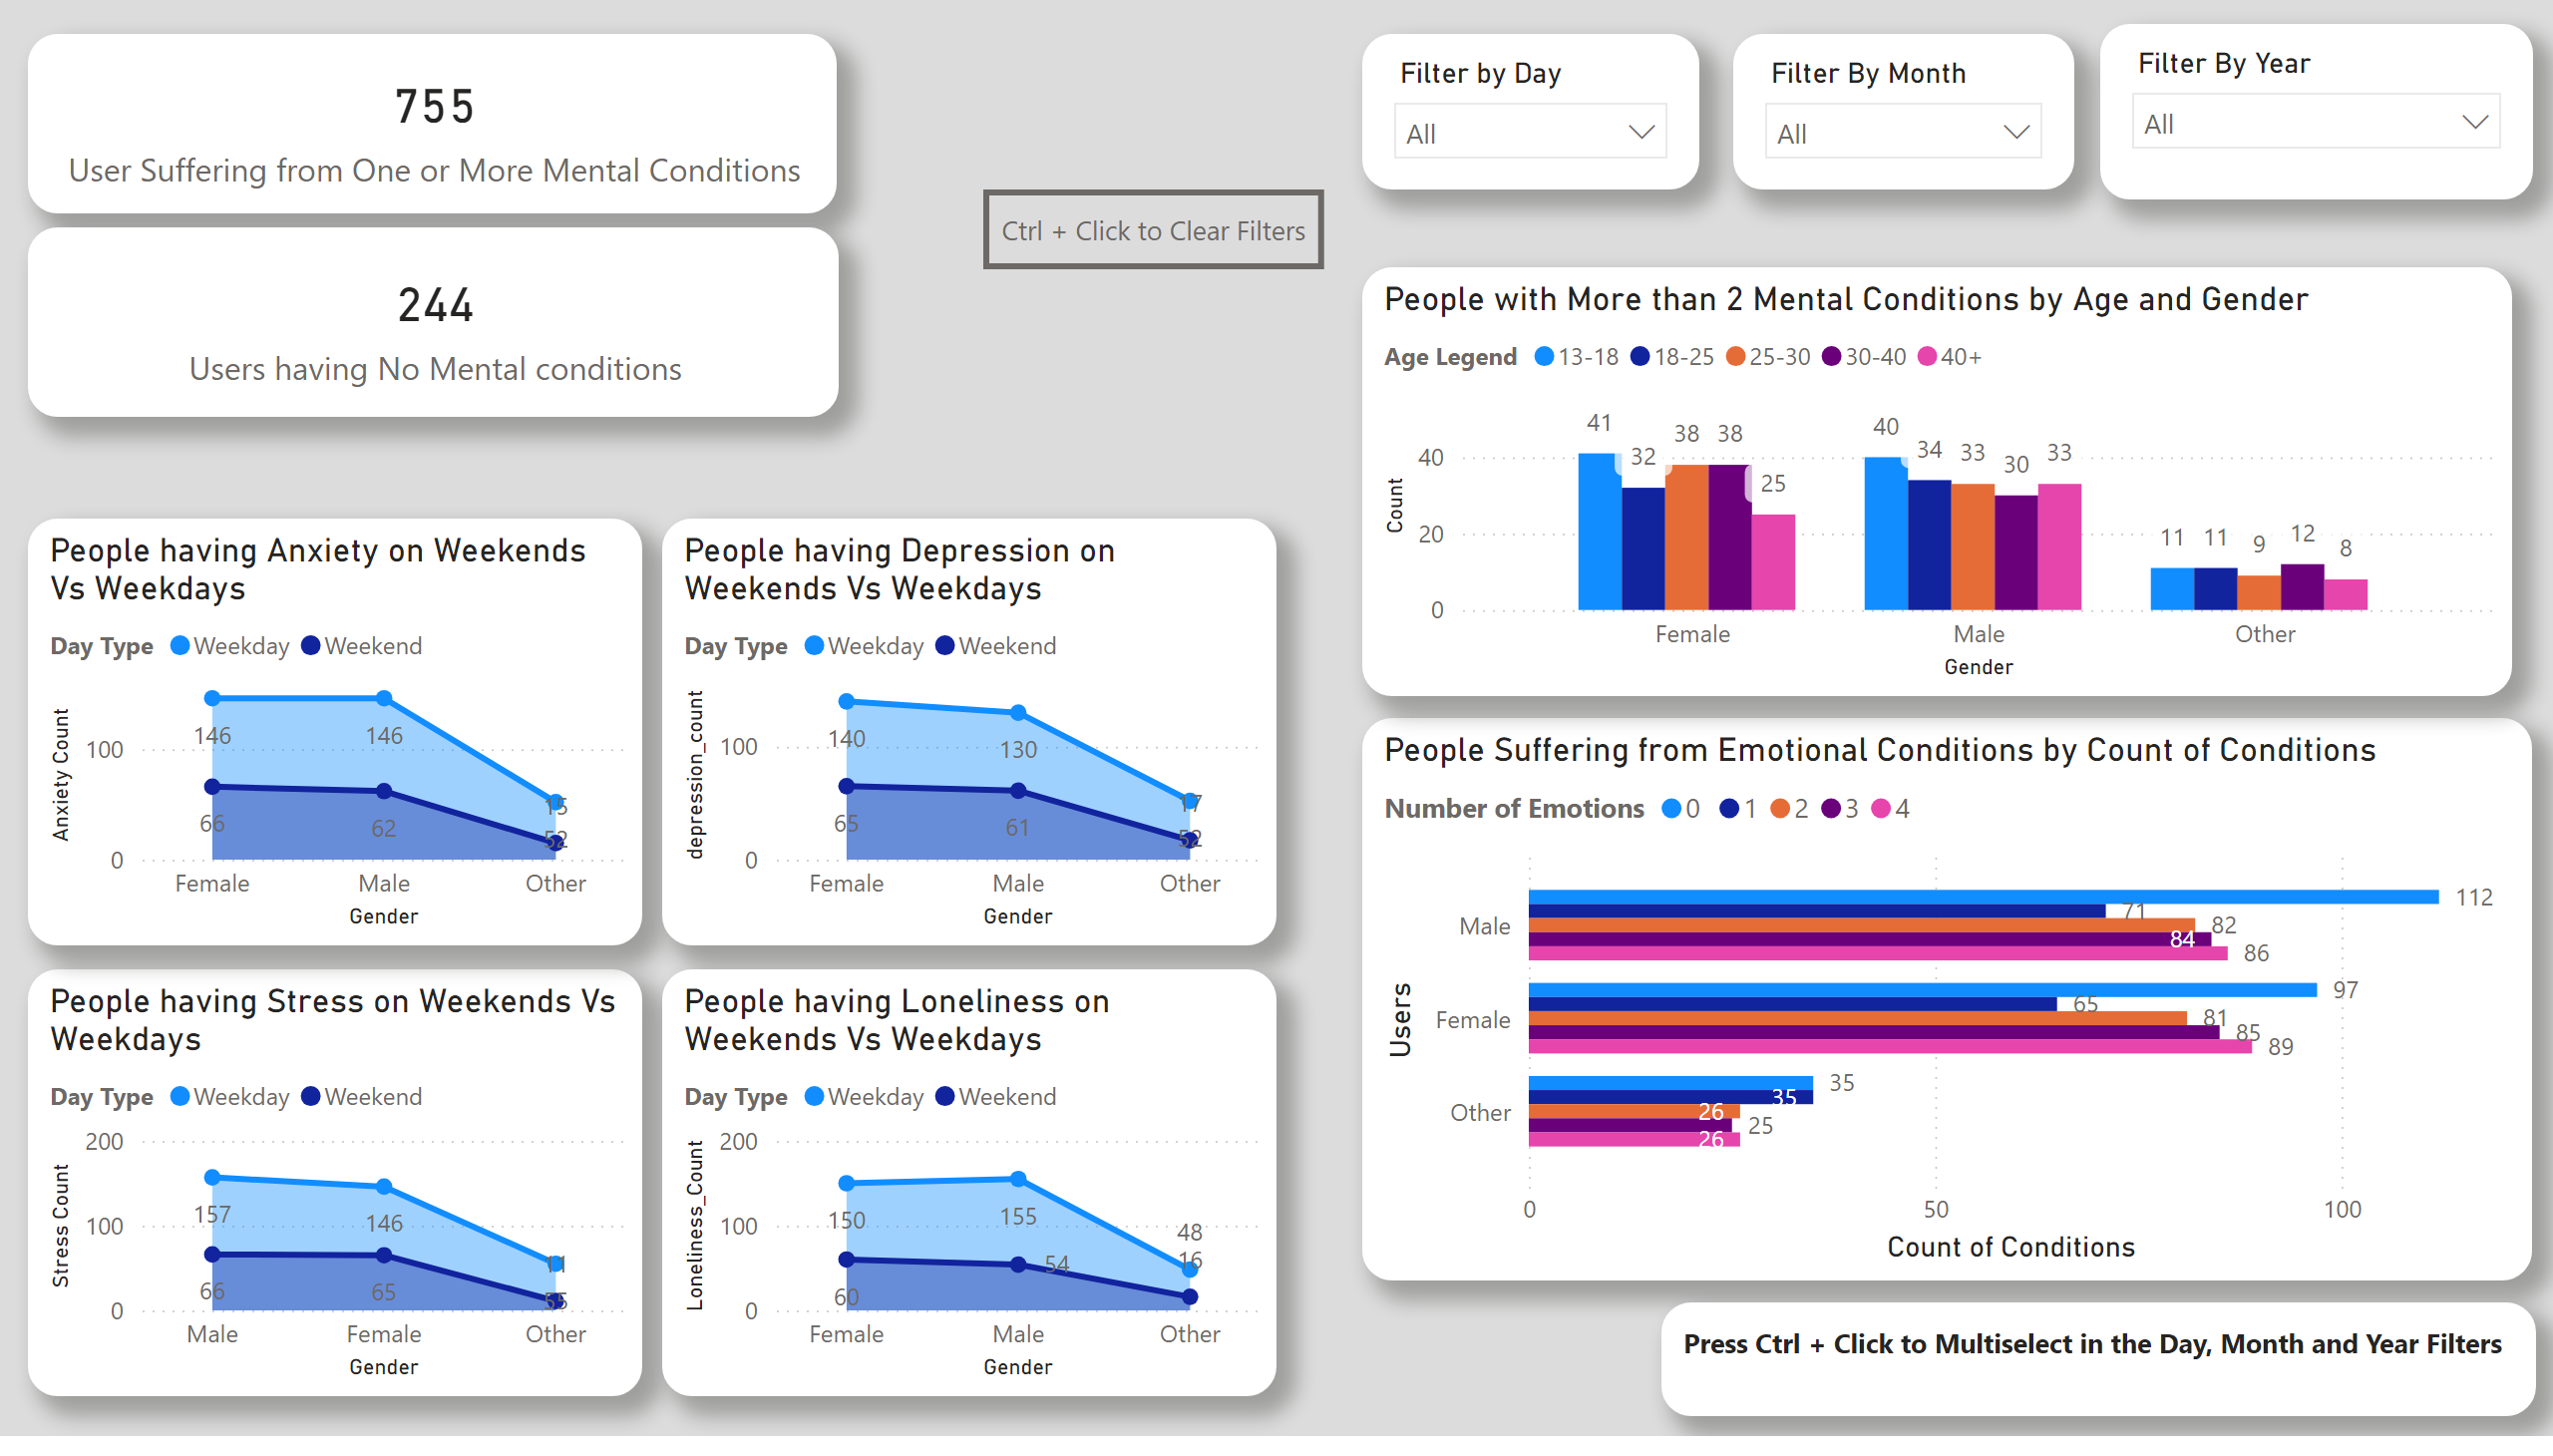 755
User Suffering from One or More Mental Conditions
244
Users having No Mental conditions
Ctrl + Click to Clear Filters
Filter by Day
All
Filter By Month
All
Filter By Year
All
People with More than 2 Mental Conditions by Age and Gender
Age Legend 13-18 18-25 25-30 30-40 40+
Count
40
20
0
41 32 38 38 25
40 34 33 30 33
11 11 9 12 8
Female Male Other
Gender
People having Anxiety on Weekends
Vs Weekdays
Day Type Weekday Weekend
Anxiety Count
100
0
146 146 15
66 62 52
Female Male Other
Gender
People having Depression on
Weekends Vs Weekdays
Day Type Weekday Weekend
depression_count
100
0
140 130 17
65 61 52
Female Male Other
Gender
People Suffering from Emotional Conditions by Count of Conditions
Number of Emotions 0 1 2 3 4
Users
Male
112
71
82
84
86
Female
97
65
81
85
89
Other
35
35
26
25
26
0 50 100
Count of Conditions
People having Stress on Weekends Vs
Weekdays
Day Type Weekday Weekend
Stress Count
200
100
0
157 146 11
66 65 55
Male Female Other
Gender
People having Loneliness on
Weekends Vs Weekdays
Day Type Weekday Weekend
Loneliness_Count
200
100
0
150 155 48
60 54 16
Female Male Other
Gender
Press Ctrl + Click to Multiselect in the Day, Month and Year Filters